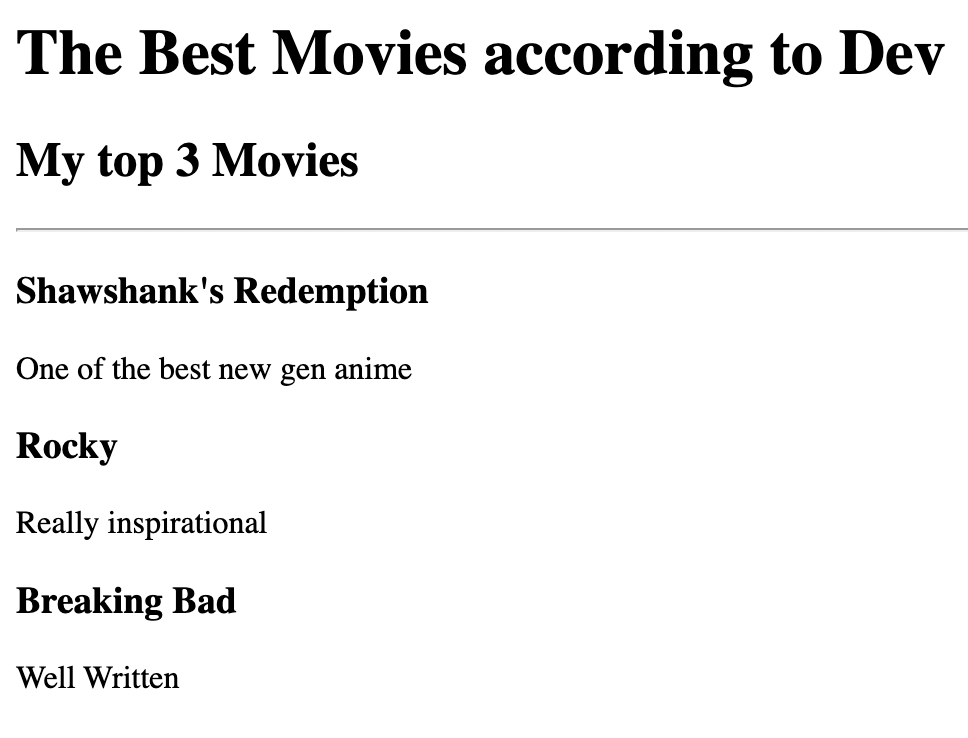 The Best Movies according to Dev
My top 3 Movies
Shawshank's Redemption
One of the best new gen anime
Rocky
Really inspirational
Breaking Bad
Well Written